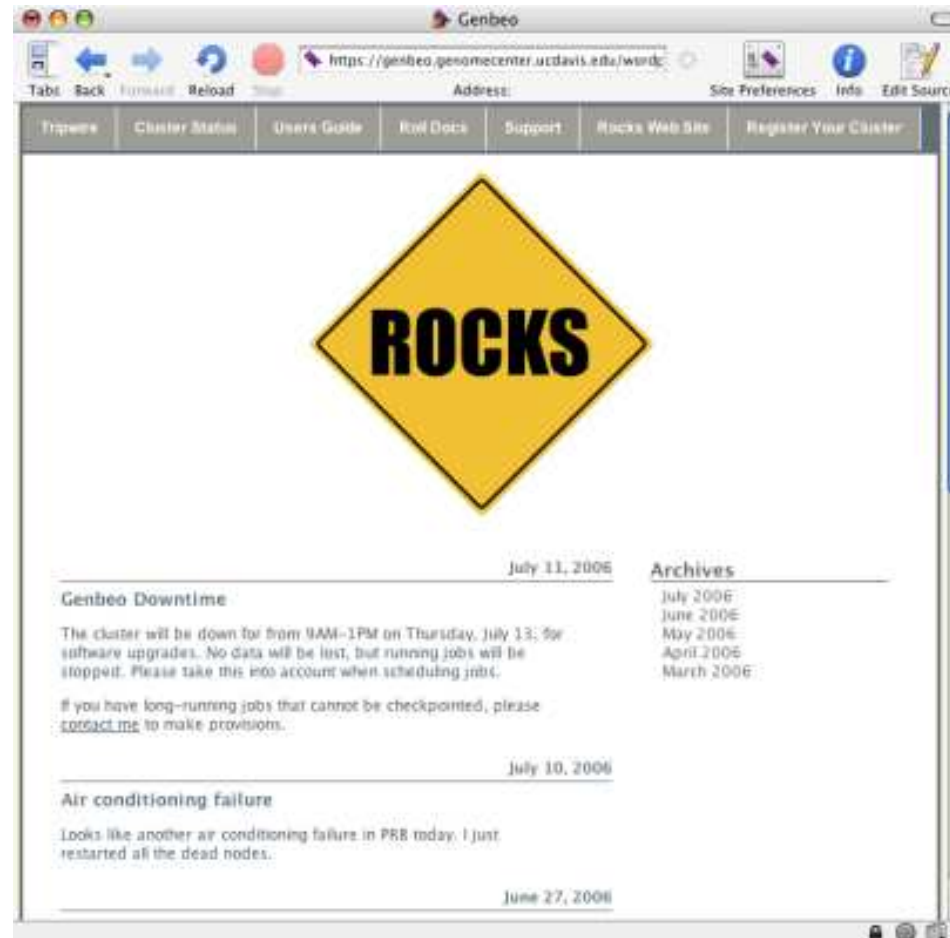 Genbeo
https://genbeo.genomecenter.ucdavis.edu/wordp
Tabs Back Forward Reload Stop Address: Site Preferences Info Edit Source
Tripwire Cluster Status Users Guide Roll Docs Support Rocks Web Site Register Your Cluster
ROCKS
July 11, 2006
Genbeo Downtime
The cluster will be down for from 9AM-1PM on Thursday, July 13, for
software upgrades. No data will be lost, but running jobs will be
stopped. Please take this into account when scheduling jobs.
If you have long-running jobs that cannot be checkpointed, please
contact me to make provisions.
July 10, 2006
Air conditioning failure
Looks like another air conditioning failure in PRB today. I just
restarted all the dead nodes.
June 27, 2006
Archives
July 2006
June 2006
May 2006
April 2006
March 2006